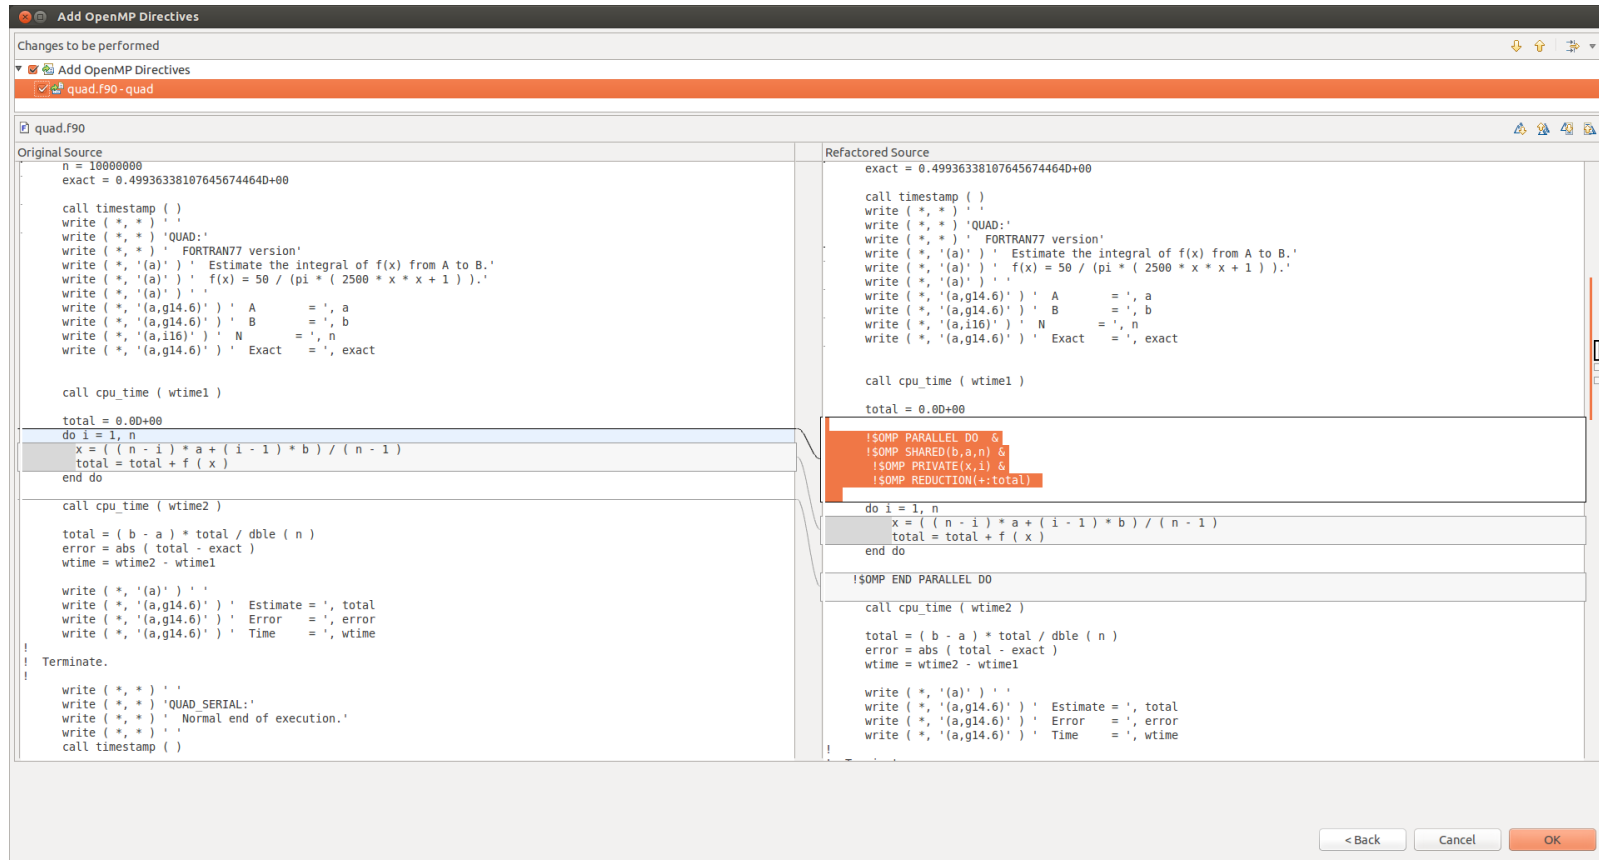 Add OpenMP Directives
Changes to be performed
Add OpenMP Directives
quad.f90 - quad
quad.f90
Original Source
n = 10000000
exact = 0.49936338107645674464D+00
call timestamp ( )
write ( *, * ) ' '
write ( *, * ) 'QUAD:'
write ( *, * ) '  FORTRAN77 version'
write ( *, '(a)' ) '  Estimate the integral of f(x) from A to B.'
write ( *, '(a)' ) '  f(x) = 50 / (pi * ( 2500 * x * x + 1 ) ).'
write ( *, '(a)' ) ' '
write ( *, '(a,g14.6)' ) '  A        = ', a
write ( *, '(a,g14.6)' ) '  B        = ', b
write ( *, '(a,i16)' ) '  N        = ', n
write ( *, '(a,g14.6)' ) '  Exact    = ', exact
call cpu_time ( wtime1 )
total = 0.0D+00
do i = 1, n
x = ( ( n - i ) * a + ( i - 1 ) * b ) / ( n - 1 )
total = total + f ( x )
end do
call cpu_time ( wtime2 )
total = ( b - a ) * total / dble ( n )
error = abs ( total - exact )
wtime = wtime2 - wtime1
write ( *, '(a)' ) ' '
write ( *, '(a,g14.6)' ) '  Estimate = ', total
write ( *, '(a,g14.6)' ) '  Error    = ', error
write ( *, '(a,g14.6)' ) '  Time     = ', wtime
!
!  Terminate.
!
write ( *, * ) ' '
write ( *, * ) 'QUAD_SERIAL:'
write ( *, * ) '  Normal end of execution.'
write ( *, * ) ' '
call timestamp ( )
Refactored Source
exact = 0.49936338107645674464D+00
call timestamp ( )
write ( *, * ) ' '
write ( *, * ) 'QUAD:'
write ( *, * ) '  FORTRAN77 version'
write ( *, '(a)' ) '  Estimate the integral of f(x) from A to B.'
write ( *, '(a)' ) '  f(x) = 50 / (pi * ( 2500 * x * x + 1 ) ).'
write ( *, '(a)' ) ' '
write ( *, '(a,g14.6)' ) '  A        = ', a
write ( *, '(a,g14.6)' ) '  B        = ', b
write ( *, '(a,i16)' ) '  N        = ', n
write ( *, '(a,g14.6)' ) '  Exact    = ', exact
call cpu_time ( wtime1 )
total = 0.0D+00
!$OMP PARALLEL DO  &
!$OMP SHARED(b,a,n) &
!$OMP PRIVATE(x,i) &
!$OMP REDUCTION(+:total)
do i = 1, n
x = ( ( n - i ) * a + ( i - 1 ) * b ) / ( n - 1 )
total = total + f ( x )
end do
!$OMP END PARALLEL DO
call cpu_time ( wtime2 )
total = ( b - a ) * total / dble ( n )
error = abs ( total - exact )
wtime = wtime2 - wtime1
write ( *, '(a)' ) ' '
write ( *, '(a,g14.6)' ) '  Estimate = ', total
write ( *, '(a,g14.6)' ) '  Error    = ', error
write ( *, '(a,g14.6)' ) '  Time     = ', wtime
!
< Back
Cancel
OK